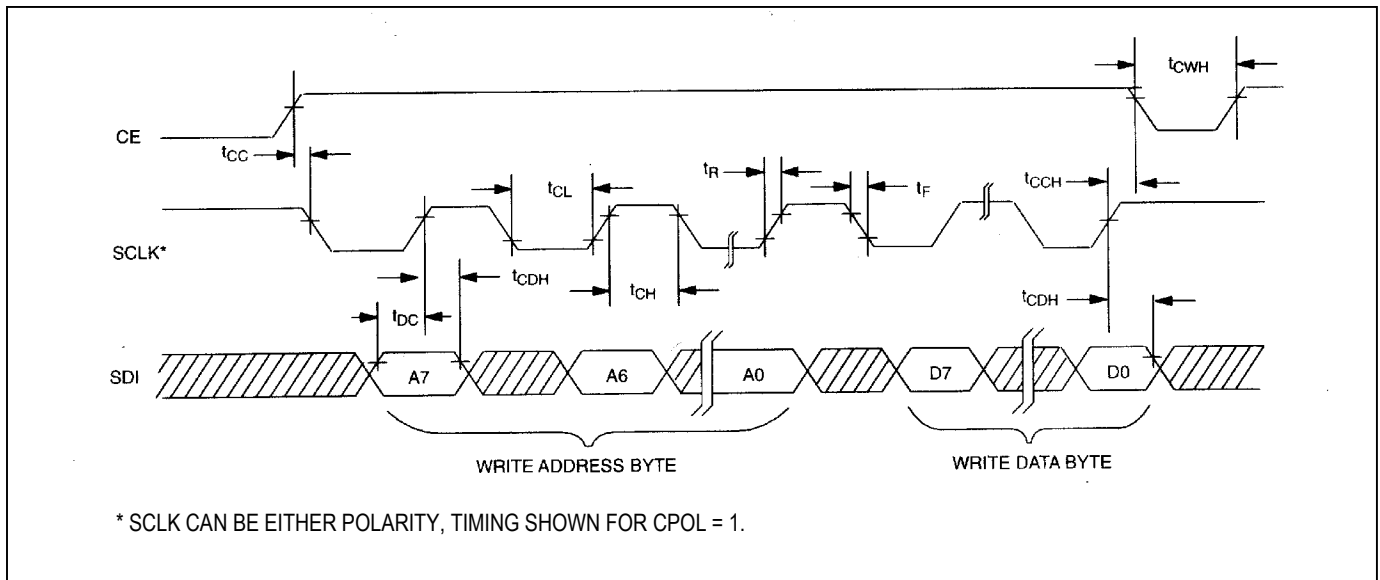 tCWH
CE
tCC
tCL
tR
tF
tCCH
SCLK*
tCDH
tCH
tCDH
tDC
SDI
A7
A6
A0
D7
D0
WRITE ADDRESS BYTE
WRITE DATA BYTE
* SCLK CAN BE EITHER POLARITY, TIMING SHOWN FOR CPOL = 1.